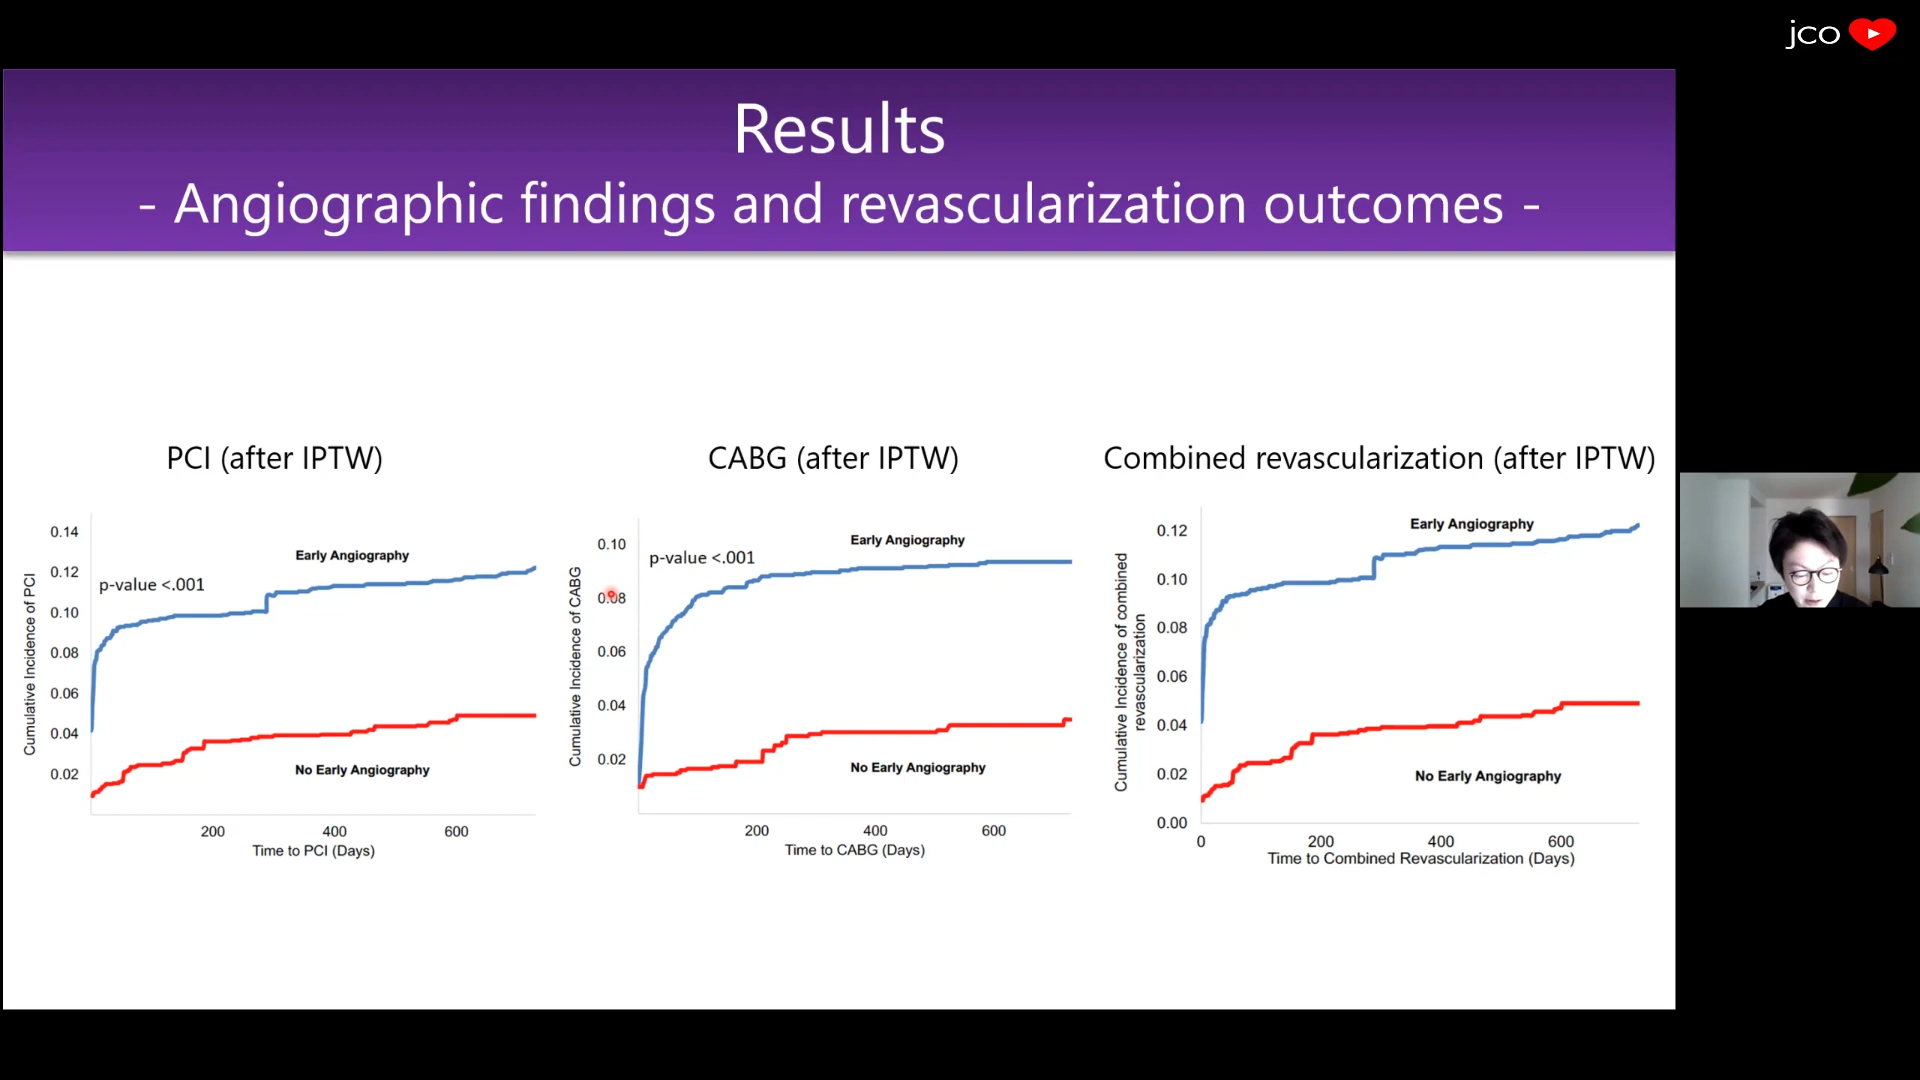 jco
Results
- Angiographic findings and revascularization outcomes -
PCI (after IPTW)
0.14
0.12
0.10
0.08
0.06
0.04
0.02
Cumulative Incidence of PCI
p-value <.001
Early Angiography
No Early Angiography
200 400 600
Time to PCI (Days)
CABG (after IPTW)
0.10
0.08
0.06
0.04
0.02
Cumulative Incidence of CABG
p-value <.001
Early Angiography
No Early Angiography
200 400 600
Time to CABG (Days)
Combined revascularization (after IPTW)
0.12
0.10
0.08
0.06
0.04
0.02
0.00
Cumulative Incidence of combined
revascularization
Early Angiography
No Early Angiography
0 200 400 600
Time to Combined Revascularization (Days)